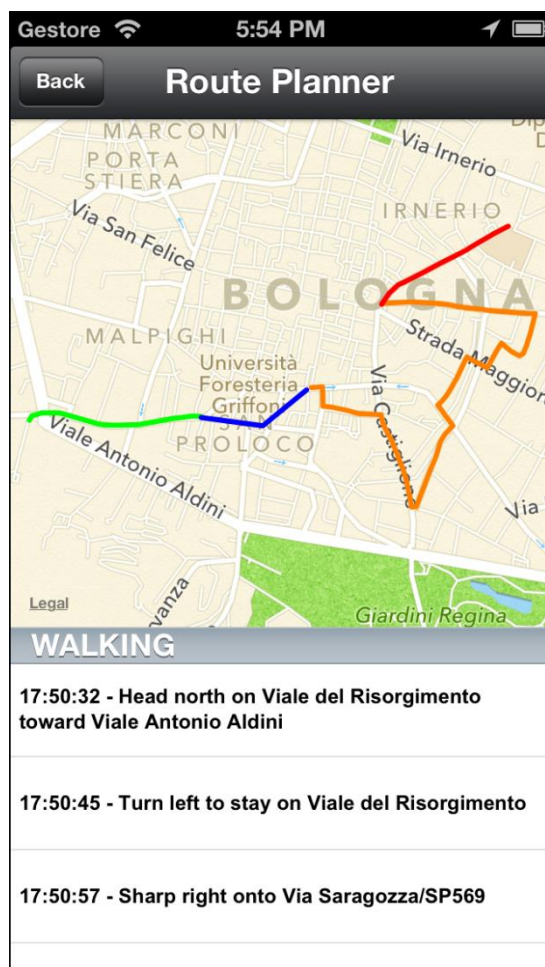 Gestore 5:54 PM
Back Route Planner
MARCONI
PORTA
STIERA
Via Irnerio
Via San Felice
IRNERIO
BOLOGNA
MALPIGHI
Strada Maggior
Università
Foresteria
Griffoni
SAN
PROLOCO
Via Castiglione
Viale Antonio Aldini
Via
Legal
vanza
Giardini Regina
WALKING
17:50:32 - Head north on Viale del Risorgimento
toward Viale Antonio Aldini
17:50:45 - Turn left to stay on Viale del Risorgimento
17:50:57 - Sharp right onto Via Saragozza/SP569